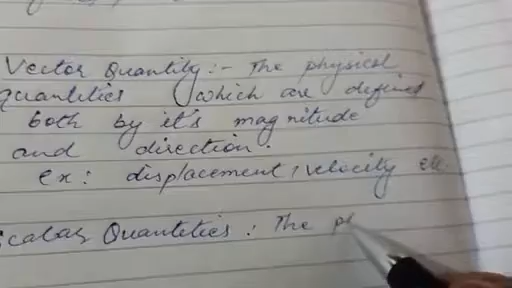 Vector Quantity:- The physical
quantities which are defined
both by it's magnitude
and direction.
ex: displacement, velocity etc.
Scalar Quantities: The ph